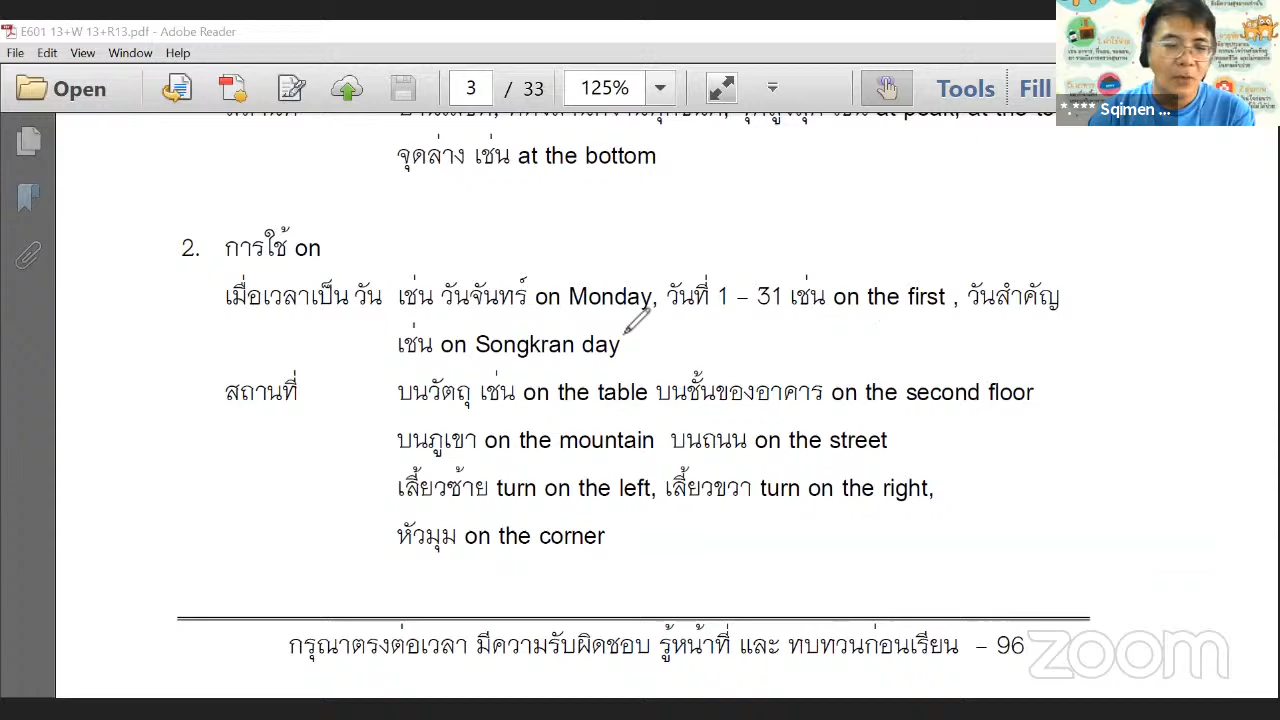 E601 13+W 13+R13.pdf - Adobe Reader
File Edit View Window Help
Open 3 / 33 125% Tools Fill
* *** Sqimen ...
จุดล่าง เช่น at the bottom
2. การใช้ on
เมื่อเวลาเป็น วัน เช่น วันจันทร์ on Monday, วันที่ 1 – 31 เช่น on the first , วันสำคัญ
เช่น on Songkran day
สถานที่ บนวัตถุ เช่น on the table บนชั้นของอาคาร on the second floor
บนภูเขา on the mountain บนถนน on the street
เลี้ยวซ้าย turn on the left, เลี้ยวขวา turn on the right,
หัวมุม on the corner
กรุณาตรงต่อเวลา มีความรับผิดชอบ รู้หน้าที่ และ ทบทวนก่อนเรียน – 96
zoom